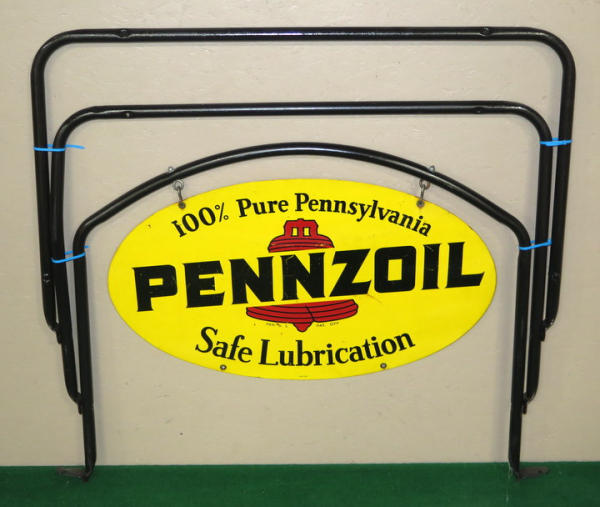 100% Pure Pennsylvania
PENNZOIL
Safe Lubrication